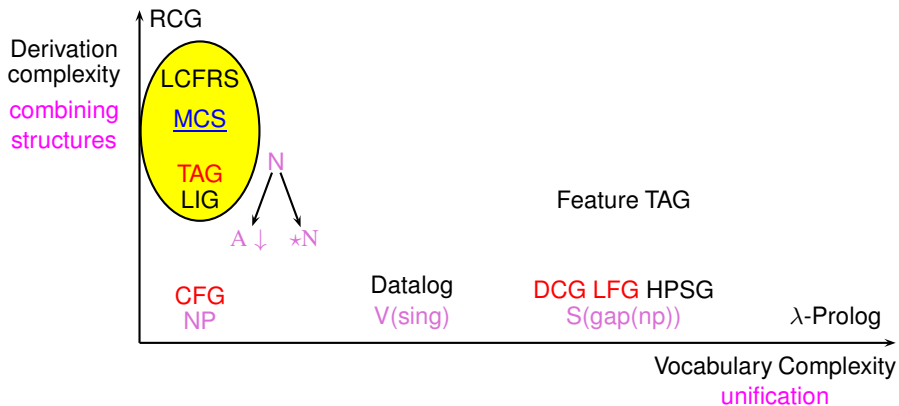 RCG
Derivation
complexity
combining
structures
LCFRS
MCS
TAG
LIG
N
A ↓ ⋆N
Feature TAG
CFG
NP
Datalog
V(sing)
DCG LFG HPSG
S(gap(np))
λ-Prolog
Vocabulary Complexity
unification